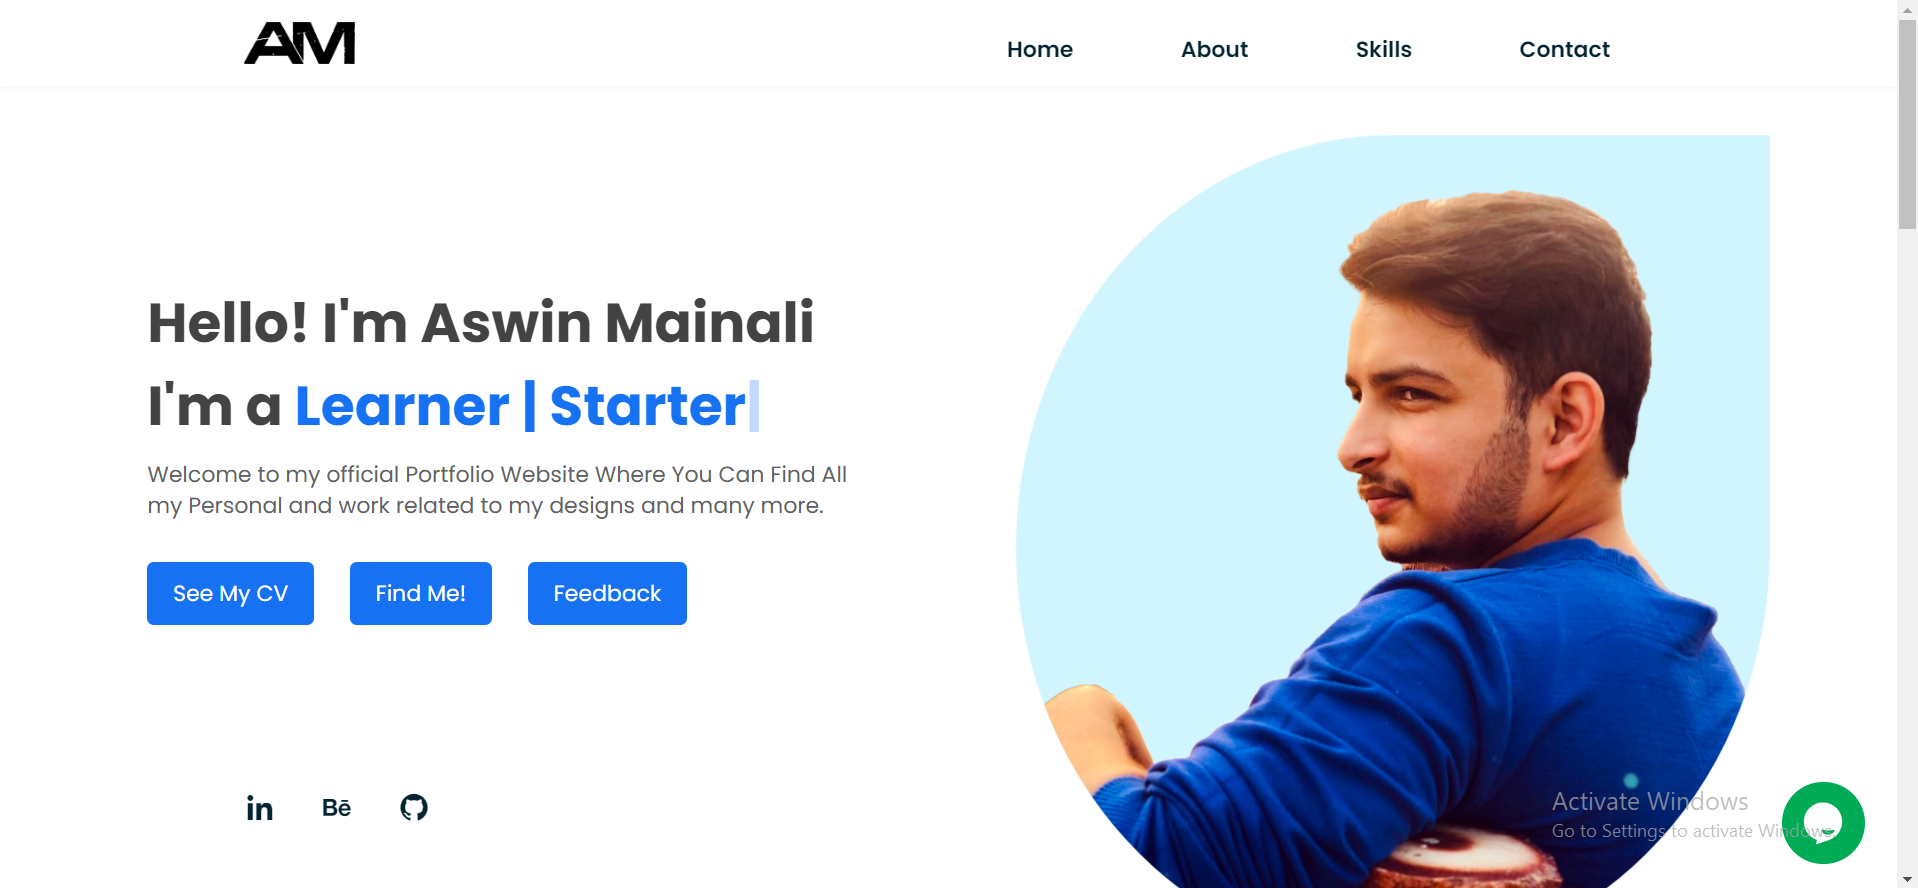 AM
Home About Skills Contact
Hello! I'm Aswin Mainali
I'm a Learner | Starter
Welcome to my official Portfolio Website Where You Can Find All
my Personal and work related to my designs and many more.
See My CV Find Me! Feedback
in Bē
Activate Windows
Go to Settings to activate Windows.